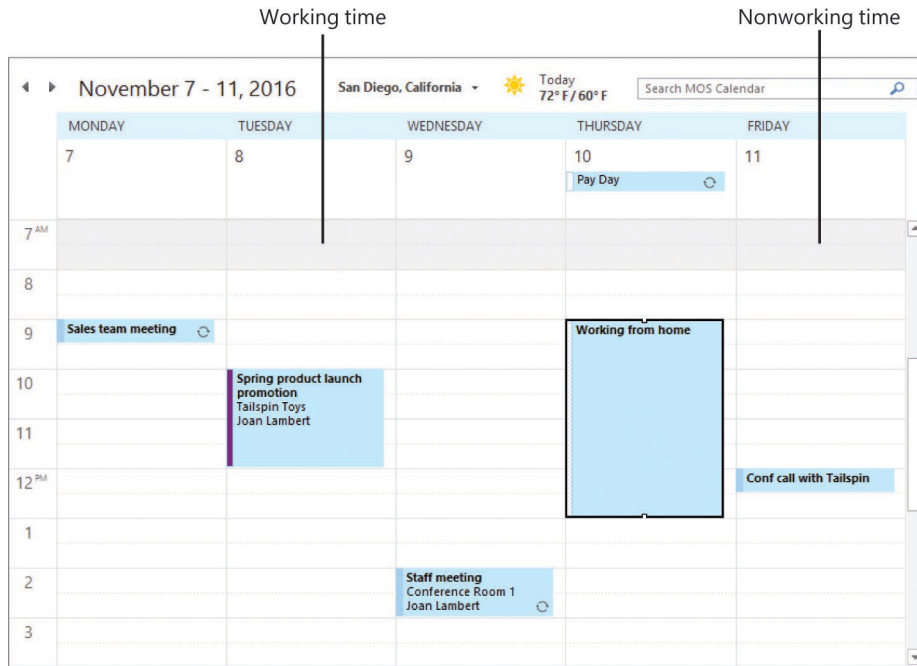 Working time Nonworking time
November 7 - 11, 2016 San Diego, California Today 72° F / 60° F Search MOS Calendar
MONDAY TUESDAY WEDNESDAY THURSDAY FRIDAY
7 8 9 10 11
Pay Day
7 AM
8
9 Sales team meeting Working from home
10 Spring product launch
promotion
Tailspin Toys
Joan Lambert
11
12 PM Conf call with Tailspin
1
2 Staff meeting
Conference Room 1
Joan Lambert
3